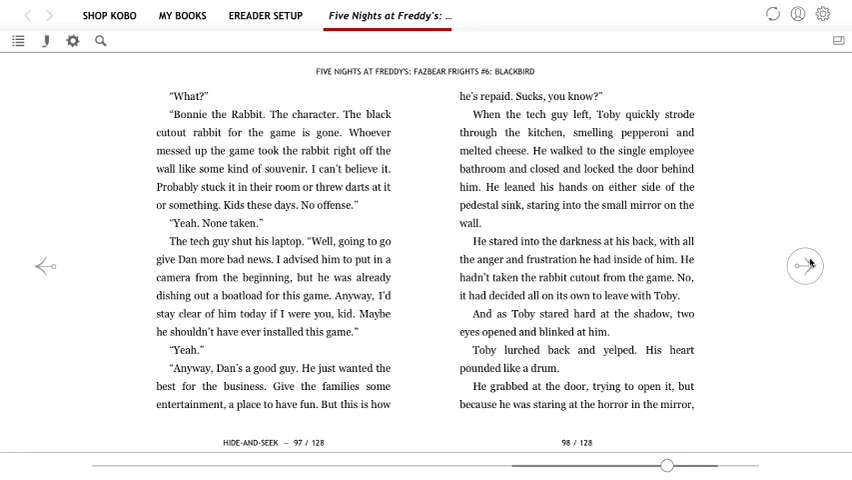 SHOP KOBO MY BOOKS EREADER SETUP Five Nights at Freddy's: ...
FIVE NIGHTS AT FREDDY'S: FAZBEAR FRIGHTS #6: BLACKBIRD
“What?”
“Bonnie the Rabbit. The character. The black
cutout rabbit for the game is gone. Whoever
messed up the game took the rabbit right off the
wall like some kind of souvenir. I can’t believe it.
Probably stuck it in their room or threw darts at it
or something. Kids these days. No offense.”
“Yeah. None taken.”
The tech guy shut his laptop. “Well, going to go
give Dan more bad news. I advised him to put in a
camera from the beginning, but he was already
dishing out a boatload for this game. Anyway, I’d
stay clear of him today if I were you, kid. Maybe
he shouldn’t have ever installed this game.”
“Yeah.”
“Anyway, Dan’s a good guy. He just wanted the
best for the business. Give the families some
entertainment, a place to have fun. But this is how
HIDE-AND-SEEK — 97 / 128
he’s repaid. Sucks, you know?”
When the tech guy left, Toby quickly strode
through the kitchen, smelling pepperoni and
melted cheese. He walked to the single employee
bathroom and closed and locked the door behind
him. He leaned his hands on either side of the
pedestal sink, staring into the small mirror on the
wall.
He stared into the darkness at his back, with all
the anger and frustration he had inside of him. He
hadn’t taken the rabbit cutout from the game. No,
it had decided all on its own to leave with Toby.
And as Toby stared hard at the shadow, two
eyes opened and blinked at him.
Toby lurched back and yelped. His heart
pounded like a drum.
He grabbed at the door, trying to open it, but
because he was staring at the horror in the mirror,
98 / 128